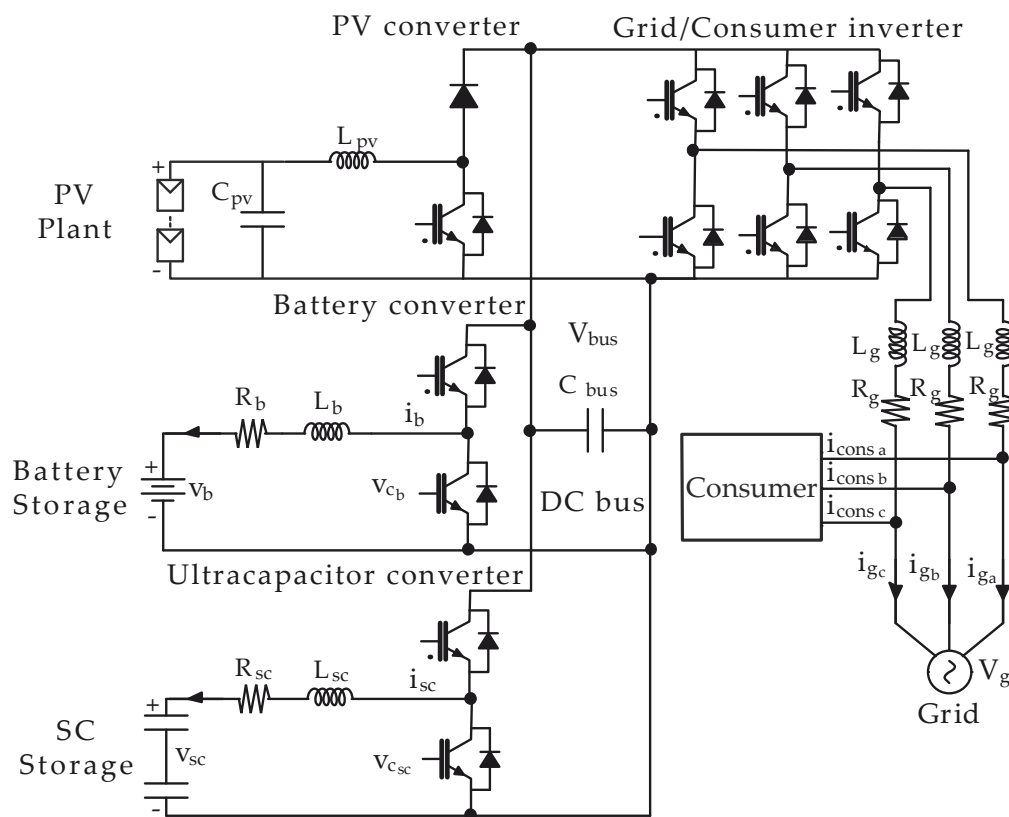 PV converter
Grid/Consumer inverter
L_pv
+
PV
Plant
C_pv
-
Battery converter
V_bus
C_bus
L_g L_g L_g
R_g R_g R_g
R_b
L_b
i_b
+
Battery
Storage
v_b
-
v_c_b
DC bus
Consumer
i_cons a
i_cons b
i_cons c
Ultracapacitor converter
i_g_c
i_g_b
i_g_a
R_sc
L_sc
i_sc
V_g
Grid
+
SC
Storage
v_sc
-
v_c_sc